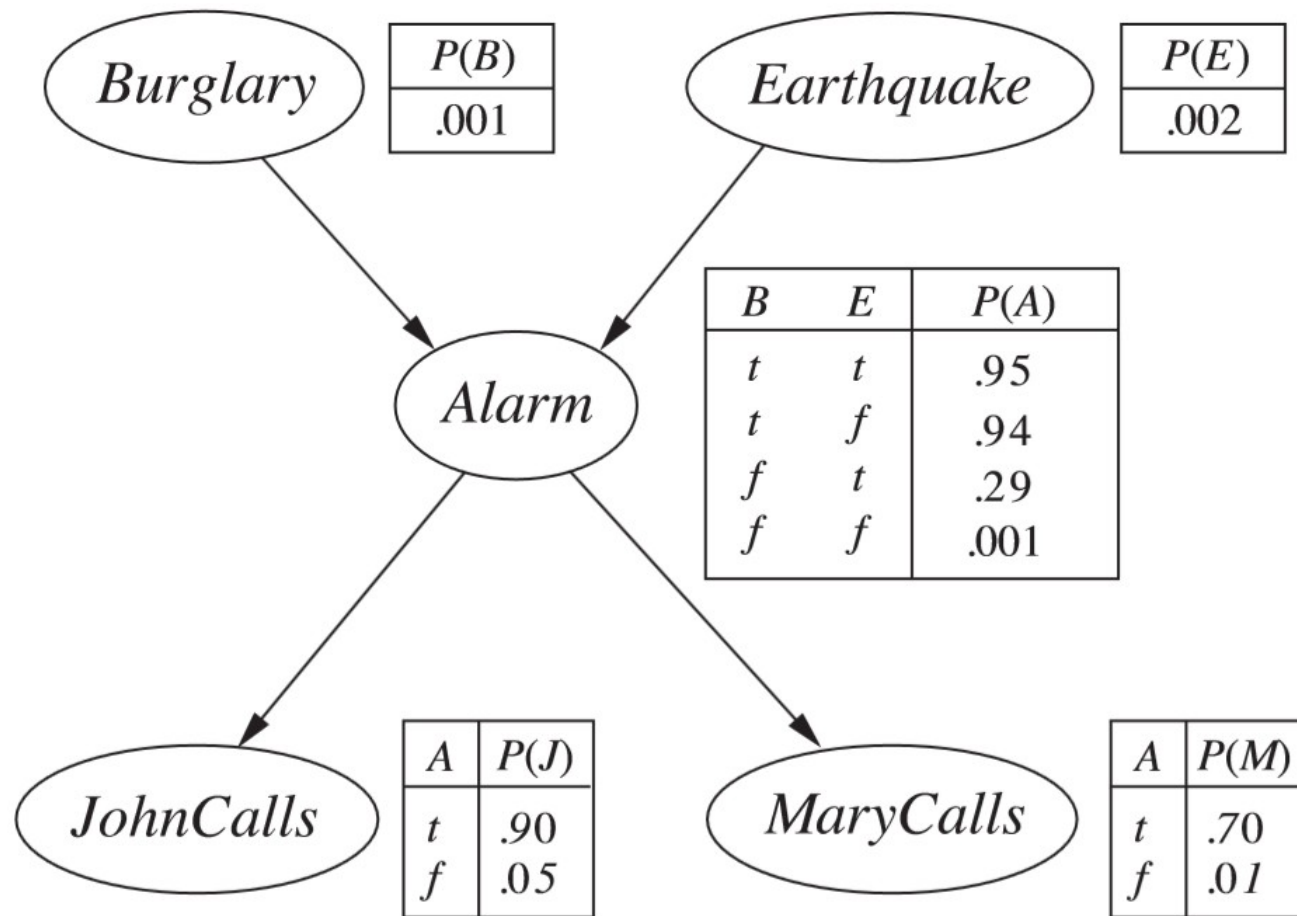 Burglary
P(B)
.001
Earthquake
P(E)
.002
Alarm
B E P(A)
t t .95
t f .94
f t .29
f f .001
JohnCalls
A P(J)
t .90
f .05
MaryCalls
A P(M)
t .70
f .01